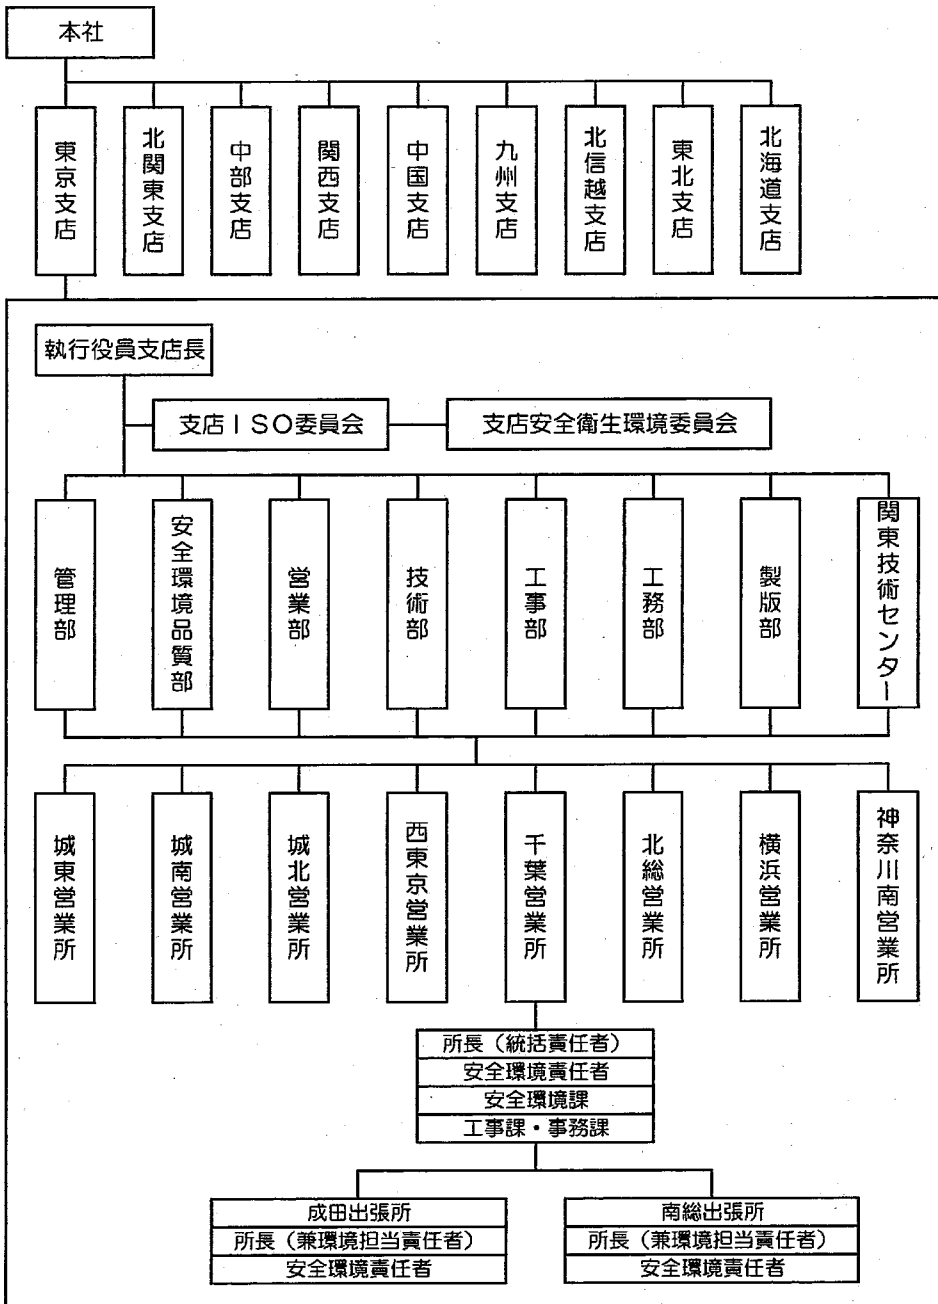 本社
東京支店
北関東支店
中部支店
関西支店
中国支店
九州支店
北信越支店
東北支店
北海道支店
執行役員支店長
支店ISO委員会
支店安全衛生環境委員会
管理部
安全環境品質部
営業部
技術部
工事部
工務部
製版部
関東技術センター
城東営業所
城南営業所
城北営業所
西東京営業所
千葉営業所
北総営業所
横浜営業所
神奈川南営業所
所長（統括責任者）
安全環境責任者
安全環境課
工事課・事務課
成田出張所
所長（兼環境担当責任者）
安全環境責任者
南総出張所
所長（兼環境担当責任者）
安全環境責任者